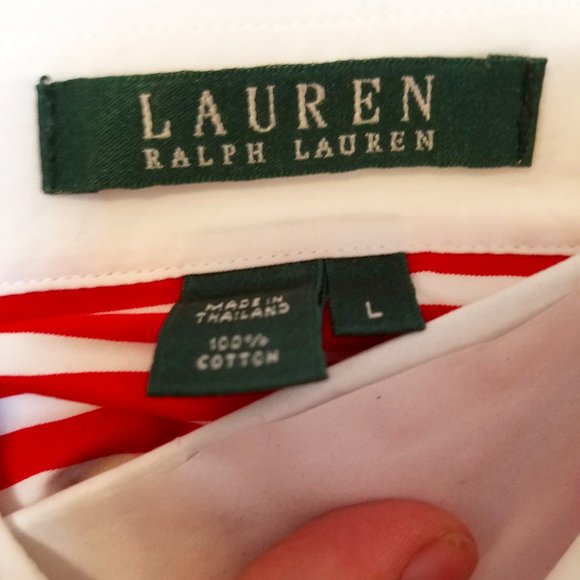 LAUREN
RALPH LAUREN
MADE IN
THAILAND
100% 
COTTON
L